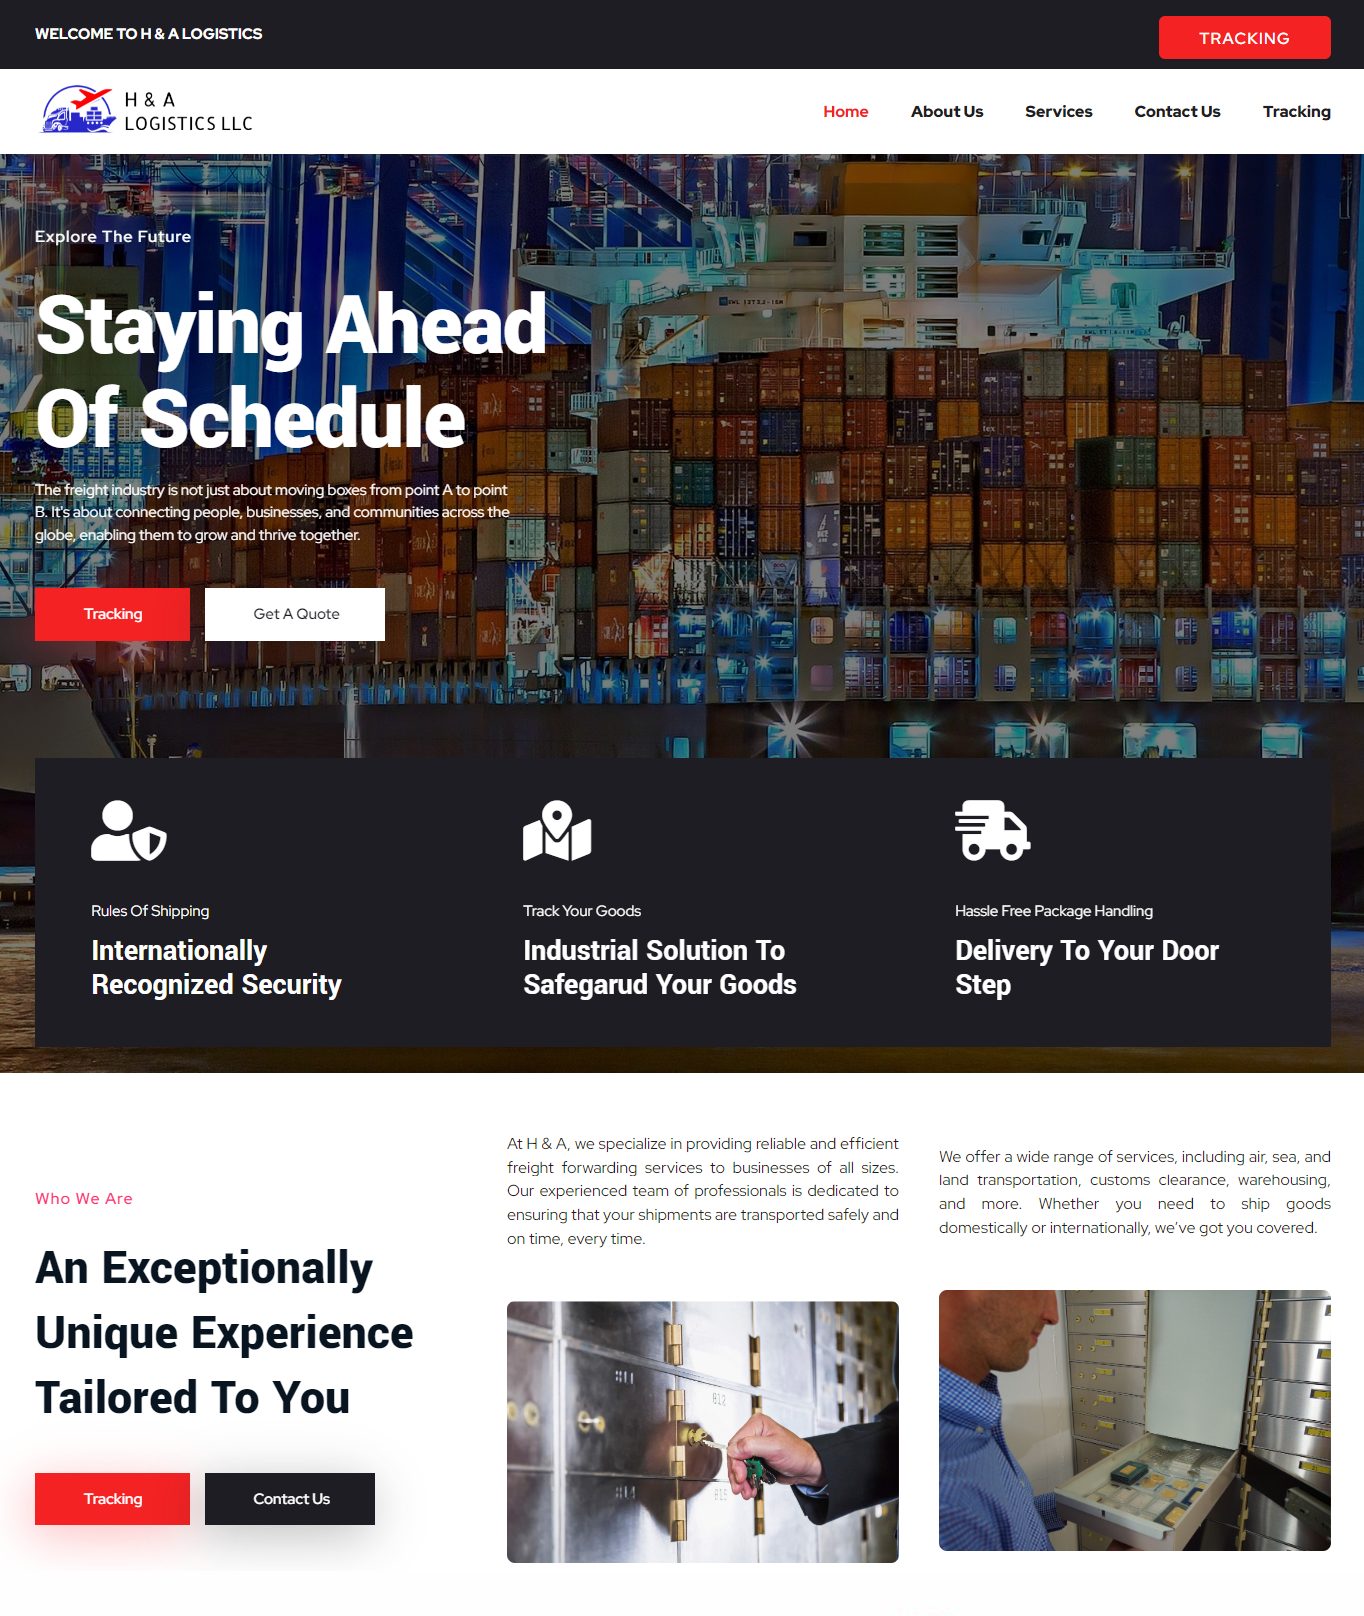 WELCOME TO H & A LOGISTICS
TRACKING
H & A
LOGISTICS LLC
Home
About Us
Services
Contact Us
Tracking
Explore The Future
Staying Ahead
Of Schedule
The freight industry is not just about moving boxes from point A to point
B. It's about connecting people, businesses, and communities across the
globe, enabling them to grow and thrive together.
Tracking
Get A Quote
Rules Of Shipping
Internationally
Recognized Security
Track Your Goods
Industrial Solution To
Safegarud Your Goods
Hassle Free Package Handling
Delivery To Your Door
Step
Who We Are
An Exceptionally
Unique Experience
Tailored To You
Tracking
Contact Us
At H & A, we specialize in providing reliable and efficient
freight forwarding services to businesses of all sizes.
Our experienced team of professionals is dedicated to
ensuring that your shipments are transported safely and
on time, every time.
811
812
814
815
We offer a wide range of services, including air, sea, and
land transportation, customs clearance, warehousing,
and more. Whether you need to ship goods
domestically or internationally, we've got you covered.